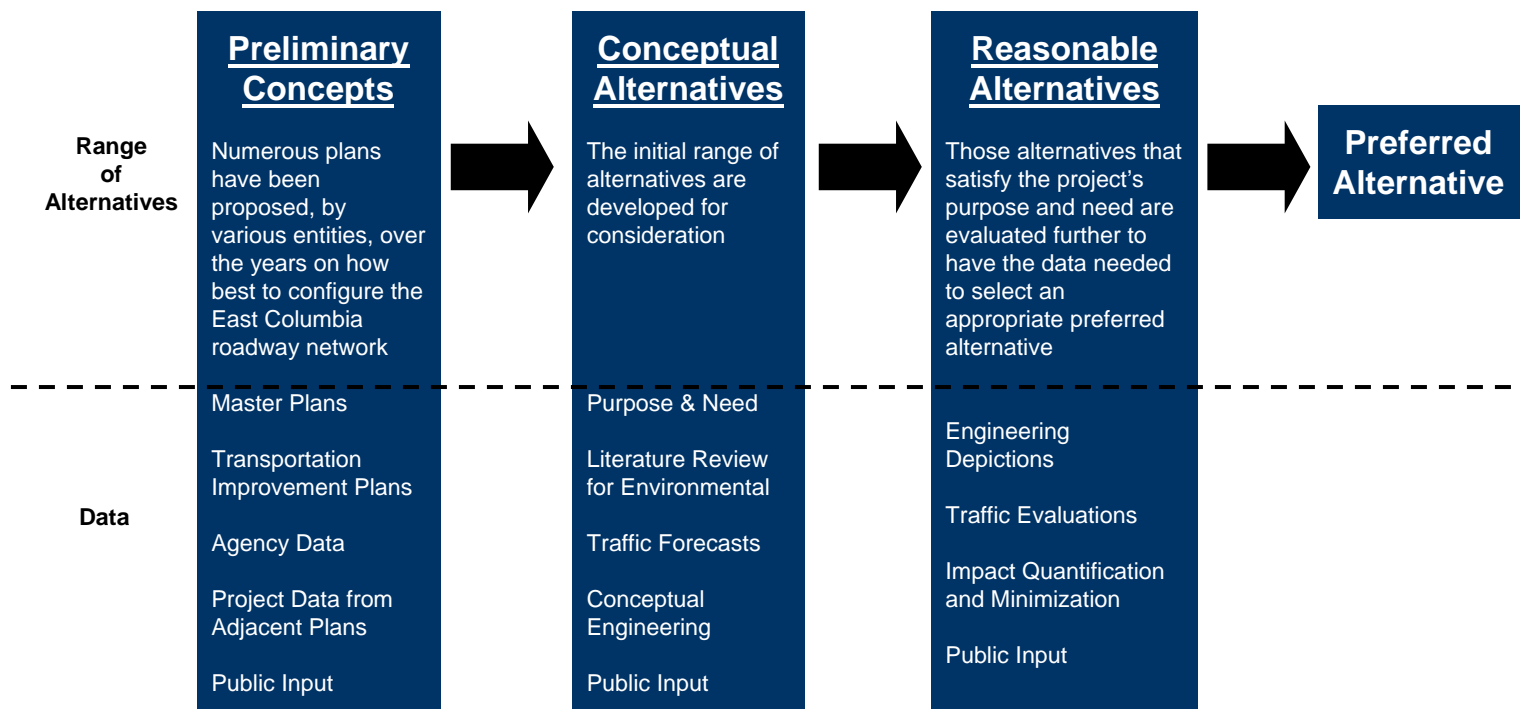 Range
of
Alternatives
Preliminary
Concepts
Numerous plans
have been
proposed, by
various entities, over
the years on how
best to configure the
East Columbia
roadway network
Conceptual
Alternatives
The initial range of
alternatives are
developed for
consideration
Reasonable
Alternatives
Those alternatives that
satisfy the project's
purpose and need are
evaluated further to
have the data needed
to select an
appropriate preferred
alternative
Preferred
Alternative
Data
Master Plans
Transportation
Improvement Plans
Agency Data
Project Data from
Adjacent Plans
Public Input
Purpose & Need
Literature Review
for Environmental
Traffic Forecasts
Conceptual
Engineering
Public Input
Engineering
Depictions
Traffic Evaluations
Impact Quantification
and Minimization
Public Input